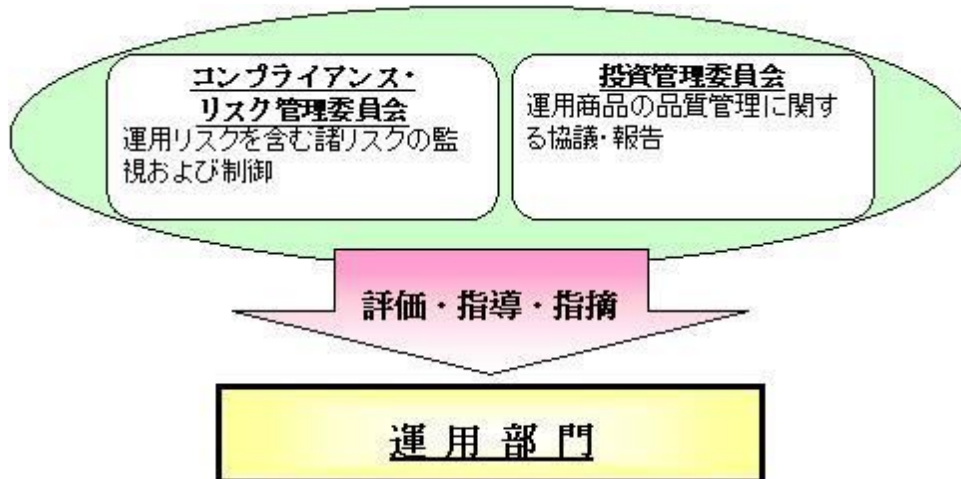 コンプライアンス・
リスク管理委員会
運用リスクを含む諸リスクの監
視および制御
投資管理委員会
運用商品の品質管理に関す
る協議・報告
評価・指導・指摘
運用部門